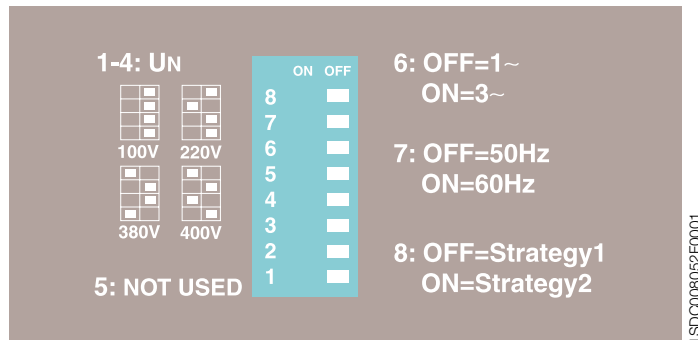 1-4: UN
100V 220V
380V 400V
5: NOT USED
ON OFF
8
7
6
5
4
3
2
1
6: OFF=1~
ON=3~
7: OFF=50Hz
ON=60Hz
8: OFF=Strategy1
ON=Strategy2
1SDC008052F0001